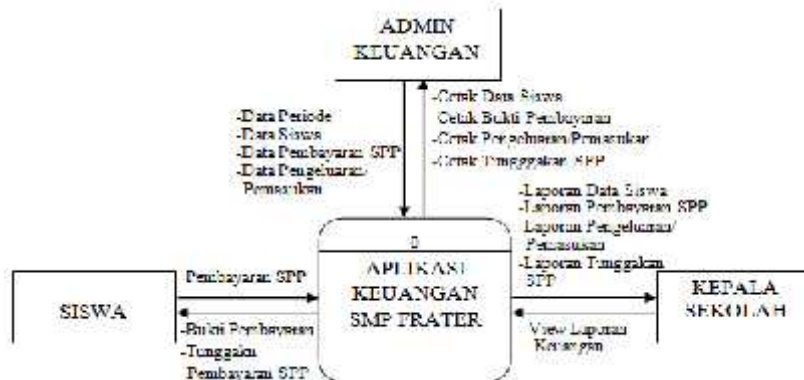 ADMIN
KEUANGAN
-Data Periode
-Data Siswa
-Data Pembayaran SPP
-Data Pengeluaran/
Pemasukan
-Cetak Data Siswa
Cetak Bukti Pembayaran
-Cetak Pengeluaran/Pemasukan
-Cetak Tungggakan SPP
-Laporan Data Siswa
-Laporan Pembayaran SPP
Laporan Pengeluaran/
Pemasukan
-Laporan Tunggakan
SPP
0
APLIKASI
KEUANGAN
SMP FRATER
SISWA
Pembayaran SPP
-Bukti Pembayaran
-Tunggakn
Pembayaran SPP
KEPALA
SEKOLAH
View Laporan
Keuangan